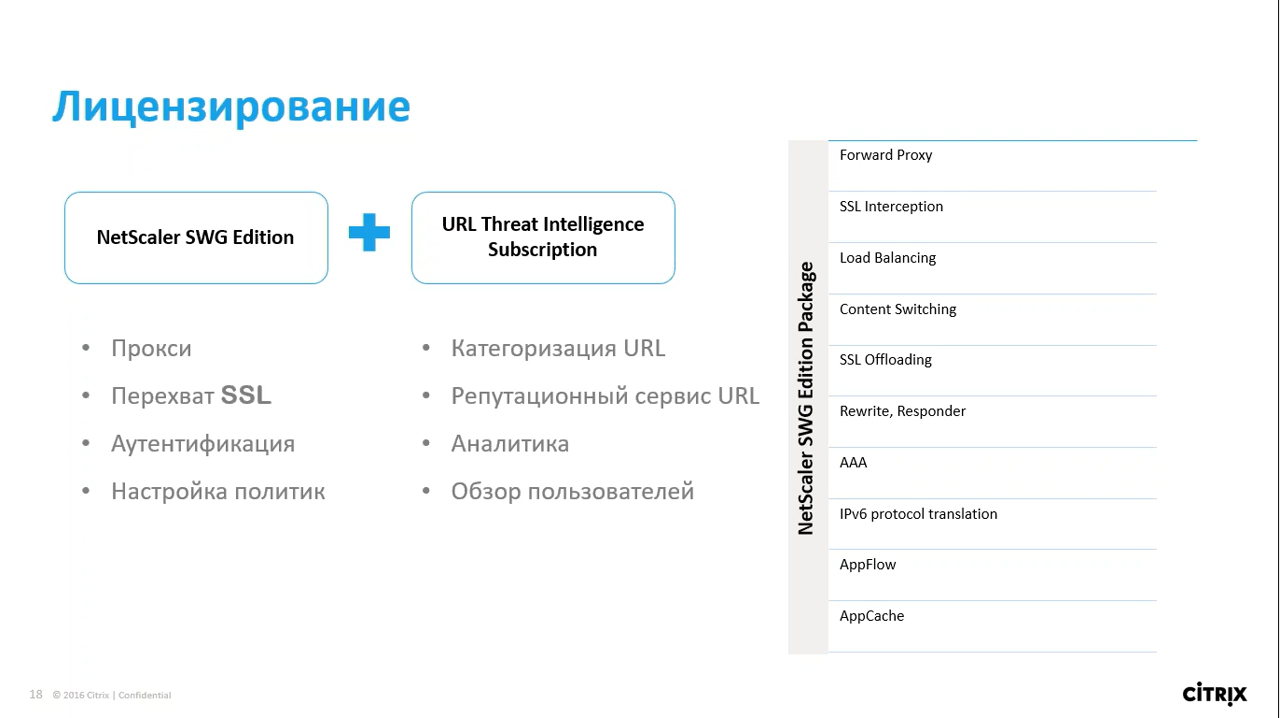 Лицензирование
NetScaler SWG Edition
URL Threat Intelligence
Subscription
• Прокси
• Перехват SSL
• Аутентификация
• Настройка политик
• Категоризация URL
• Репутационный сервис URL
• Аналитика
• Обзор пользователей
NetScaler SWG Edition Package
Forward Proxy
SSL Interception
Load Balancing
Content Switching
SSL Offloading
Rewrite, Responder
AAA
IPv6 protocol translation
AppFlow
AppCache
18 © 2016 Citrix | Confidential
CİTRIX